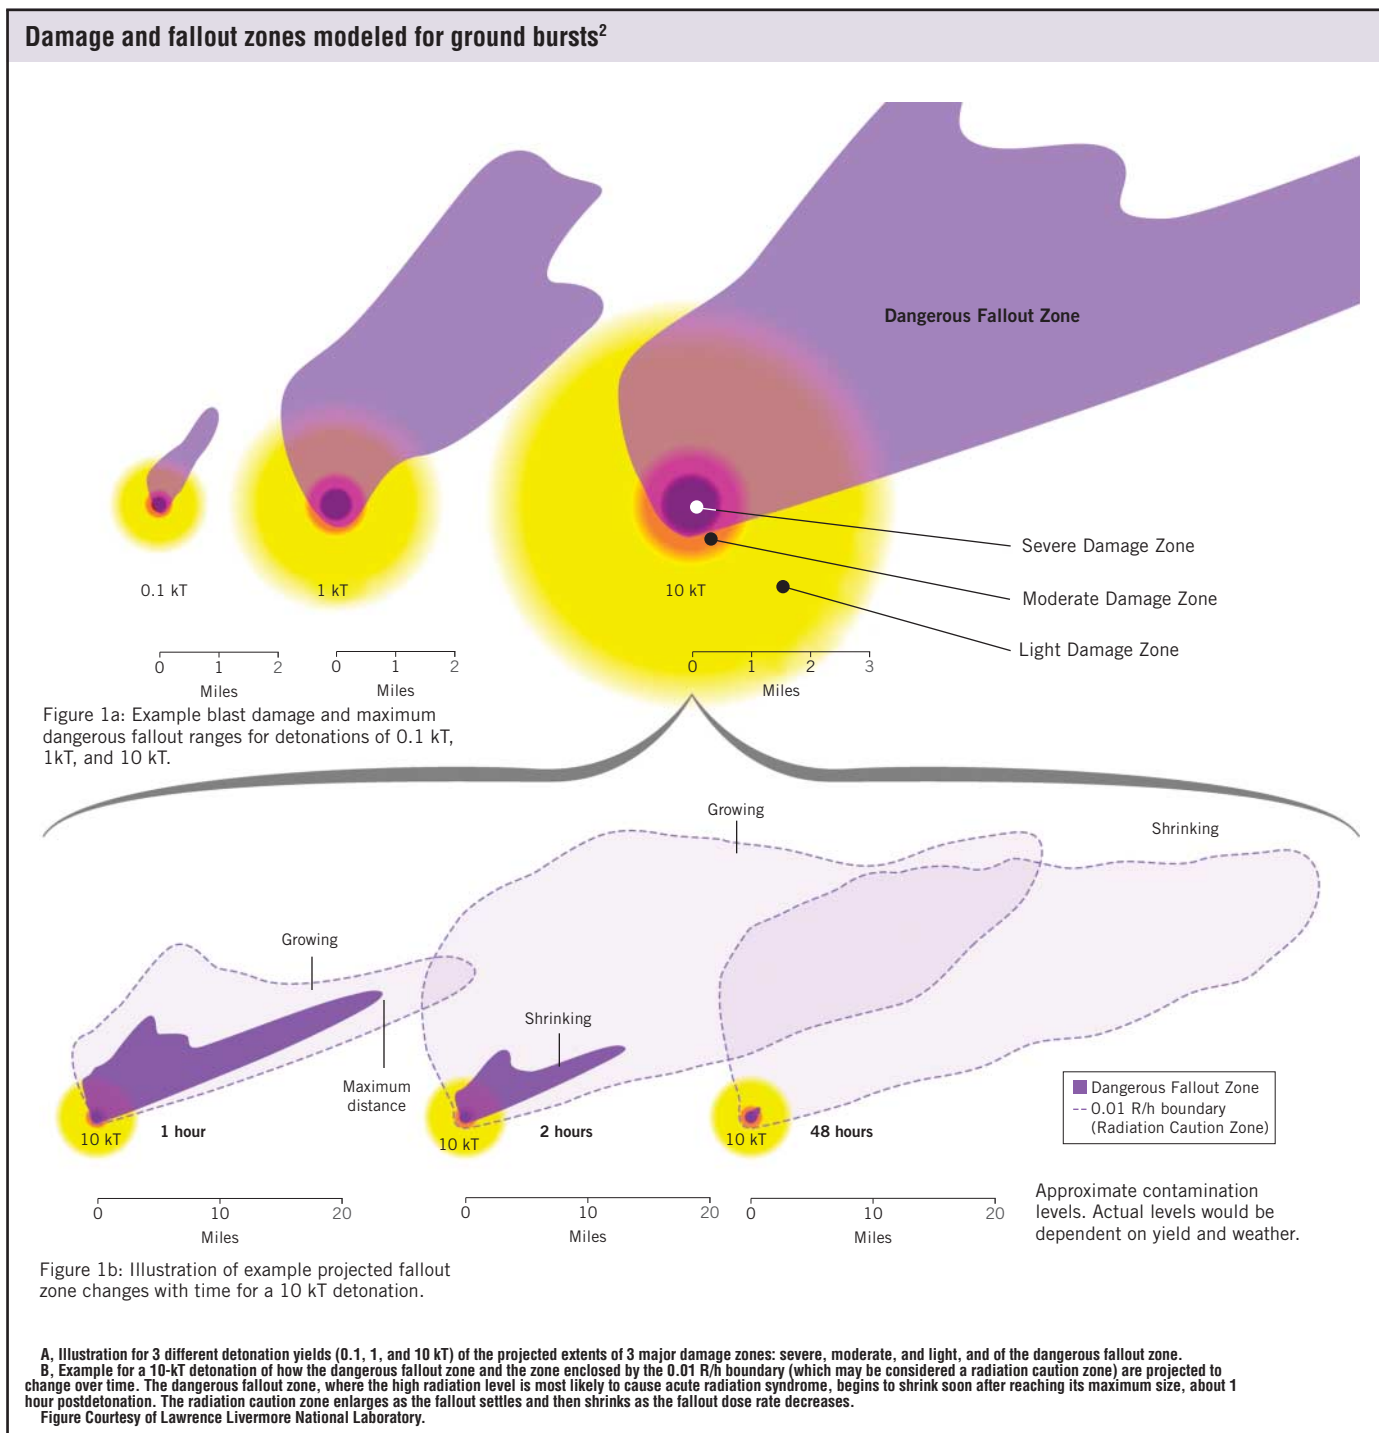 Damage and fallout zones modeled for ground bursts2
Dangerous Fallout Zone
Severe Damage Zone
Moderate Damage Zone
Light Damage Zone
0.1 kT
1 kT
10 kT
0 1 2
Miles
0 1 2
Miles
0 1 2 3
Miles
Figure 1a: Example blast damage and maximum
dangerous fallout ranges for detonations of 0.1 kT,
1kT, and 10 kT.
Growing
Maximum
distance
10 kT
1 hour
Growing
Shrinking
10 kT
2 hours
Shrinking
10 kT
48 hours
Dangerous Fallout Zone
0.01 R/h boundary
(Radiation Caution Zone)
0 10 20
Miles
0 10 20
Miles
0 10 20
Miles
Approximate contamination
levels. Actual levels would be
dependent on yield and weather.
Figure 1b: Illustration of example projected fallout
zone changes with time for a 10 kT detonation.
A, Illustration for 3 different detonation yields (0.1, 1, and 10 kT) of the projected extents of 3 major damage zones: severe, moderate, and light, and of the dangerous fallout zone.
B, Example for a 10-kT detonation of how the dangerous fallout zone and the zone enclosed by the 0.01 R/h boundary (which may be considered a radiation caution zone) are projected to
change over time. The dangerous fallout zone, where the high radiation level is most likely to cause acute radiation syndrome, begins to shrink soon after reaching its maximum size, about 1
hour postdetonation. The radiation caution zone enlarges as the fallout settles and then shrinks as the fallout dose rate decreases.
Figure Courtesy of Lawrence Livermore National Laboratory.